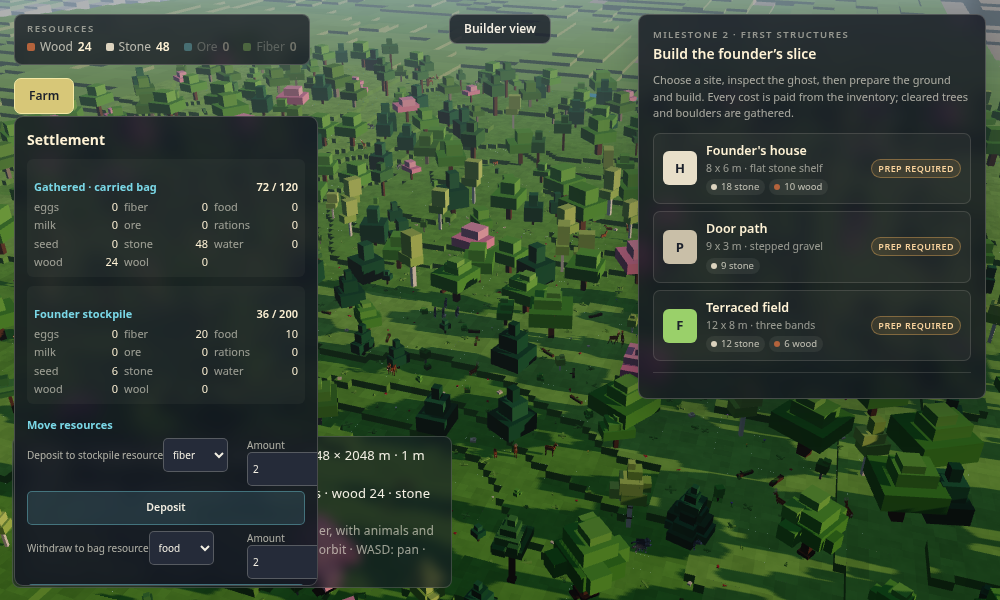 RESOURCES
Wood 24 Stone 48 Ore 0 Fiber 0
Builder view
Farm
Settlement
Gathered · carried bag 72 / 120
eggs 0 fiber 0 food 0
milk 0 ore 0 rations 0
seed 0 stone 48 water 0
wood 24 wool 0
Founder stockpile 36 / 200
eggs 0 fiber 20 food 10
milk 0 ore 0 rations 0
seed 6 stone 0 water 0
wood 0 wool 0
Move resources
Deposit to stockpile resource fiber Amount 2
Deposit
Withdraw to bag resource food Amount 2
48 × 2048 m · 1 m
s · wood 24 · stone
er, with animals and
orbit · WASD: pan ·
MILESTONE 2 · FIRST STRUCTURES
Build the founder's slice
Choose a site, inspect the ghost, then prepare the ground
and build. Every cost is paid from the inventory; cleared trees
and boulders are gathered.
H
Founder's house
8 x 6 m · flat stone shelf
18 stone 10 wood
PREP REQUIRED
P
Door path
9 x 3 m · stepped gravel
9 stone
PREP REQUIRED
F
Terraced field
12 x 8 m · three bands
12 stone 6 wood
PREP REQUIRED